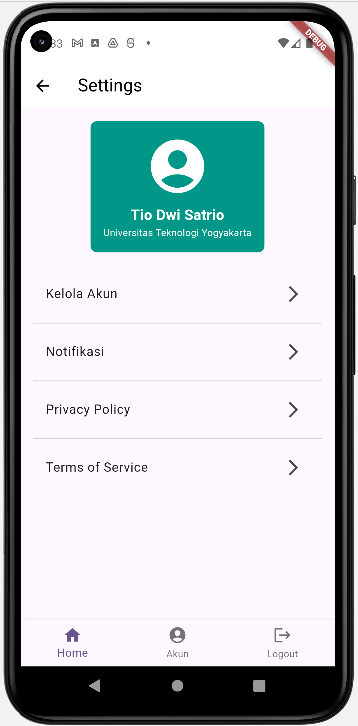 DEBUG
Settings
Tio Dwi Satrio
Universitas Teknologi Yogyakarta
Kelola Akun
Notifikasi
Privacy Policy
Terms of Service
Home
Akun
Logout